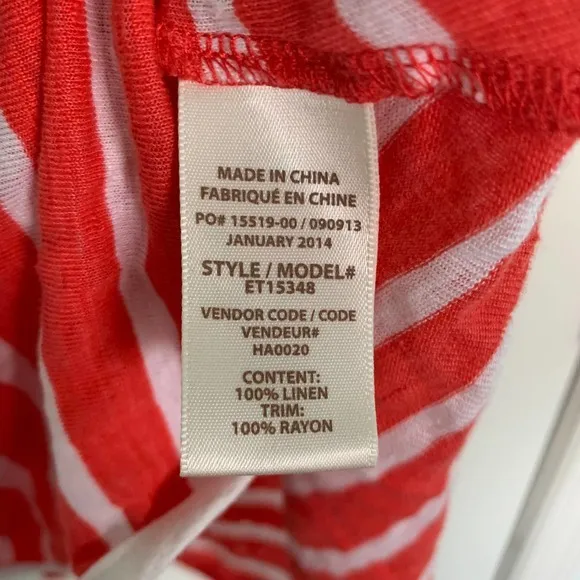 MADE IN CHINA
FABRIQUÉ EN CHINE
PO# 15519-00 / 090913
JANUARY 2014
STYLE / MODEL#
ET15348
VENDOR CODE / CODE
VENDEUR#
HA0020
CONTENT:
100% LINEN
TRIM:
100% RAYON